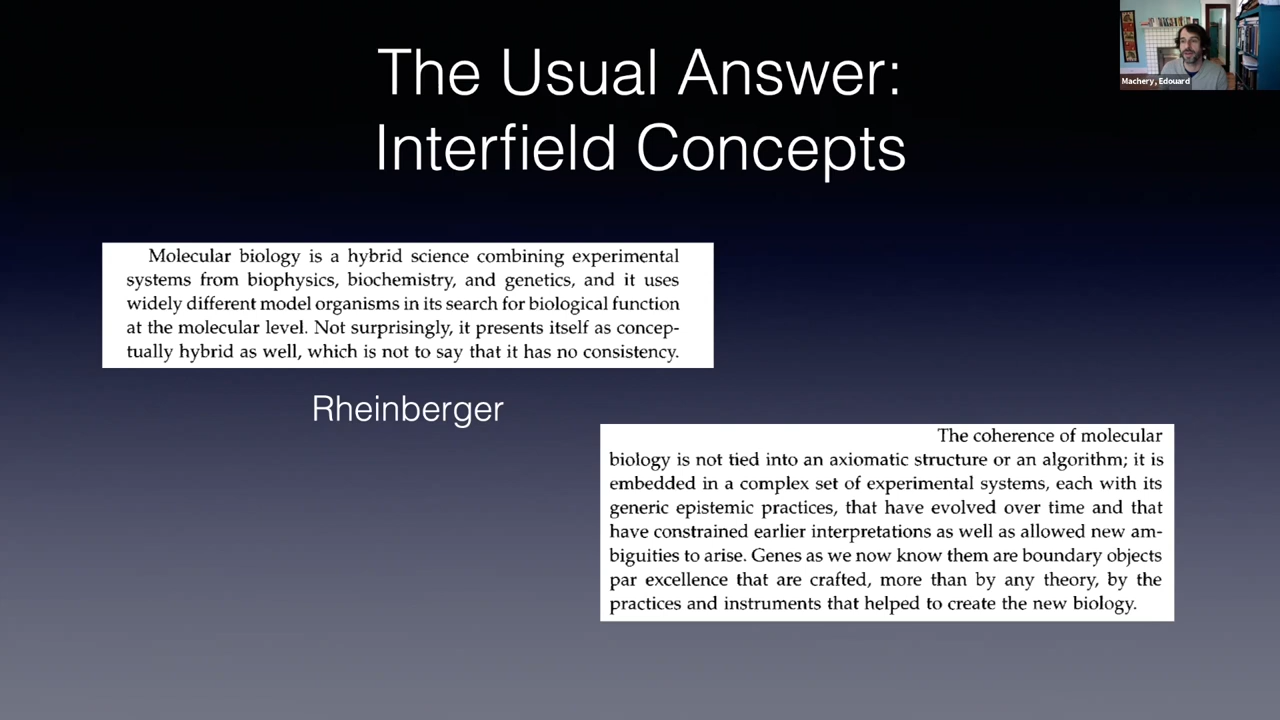 The Usual Answer:
Interfield Concepts
Machery, Edouard
Molecular biology is a hybrid science combining experimental
systems from biophysics, biochemistry, and genetics, and it uses
widely different model organisms in its search for biological function
at the molecular level. Not surprisingly, it presents itself as concep-
tually hybrid as well, which is not to say that it has no consistency.
Rheinberger
The coherence of molecular
biology is not tied into an axiomatic structure or an algorithm; it is
embedded in a complex set of experimental systems, each with its
generic epistemic practices, that have evolved over time and that
have constrained earlier interpretations as well as allowed new am-
biguities to arise. Genes as we now know them are boundary objects
par excellence that are crafted, more than by any theory, by the
practices and instruments that helped to create the new biology.